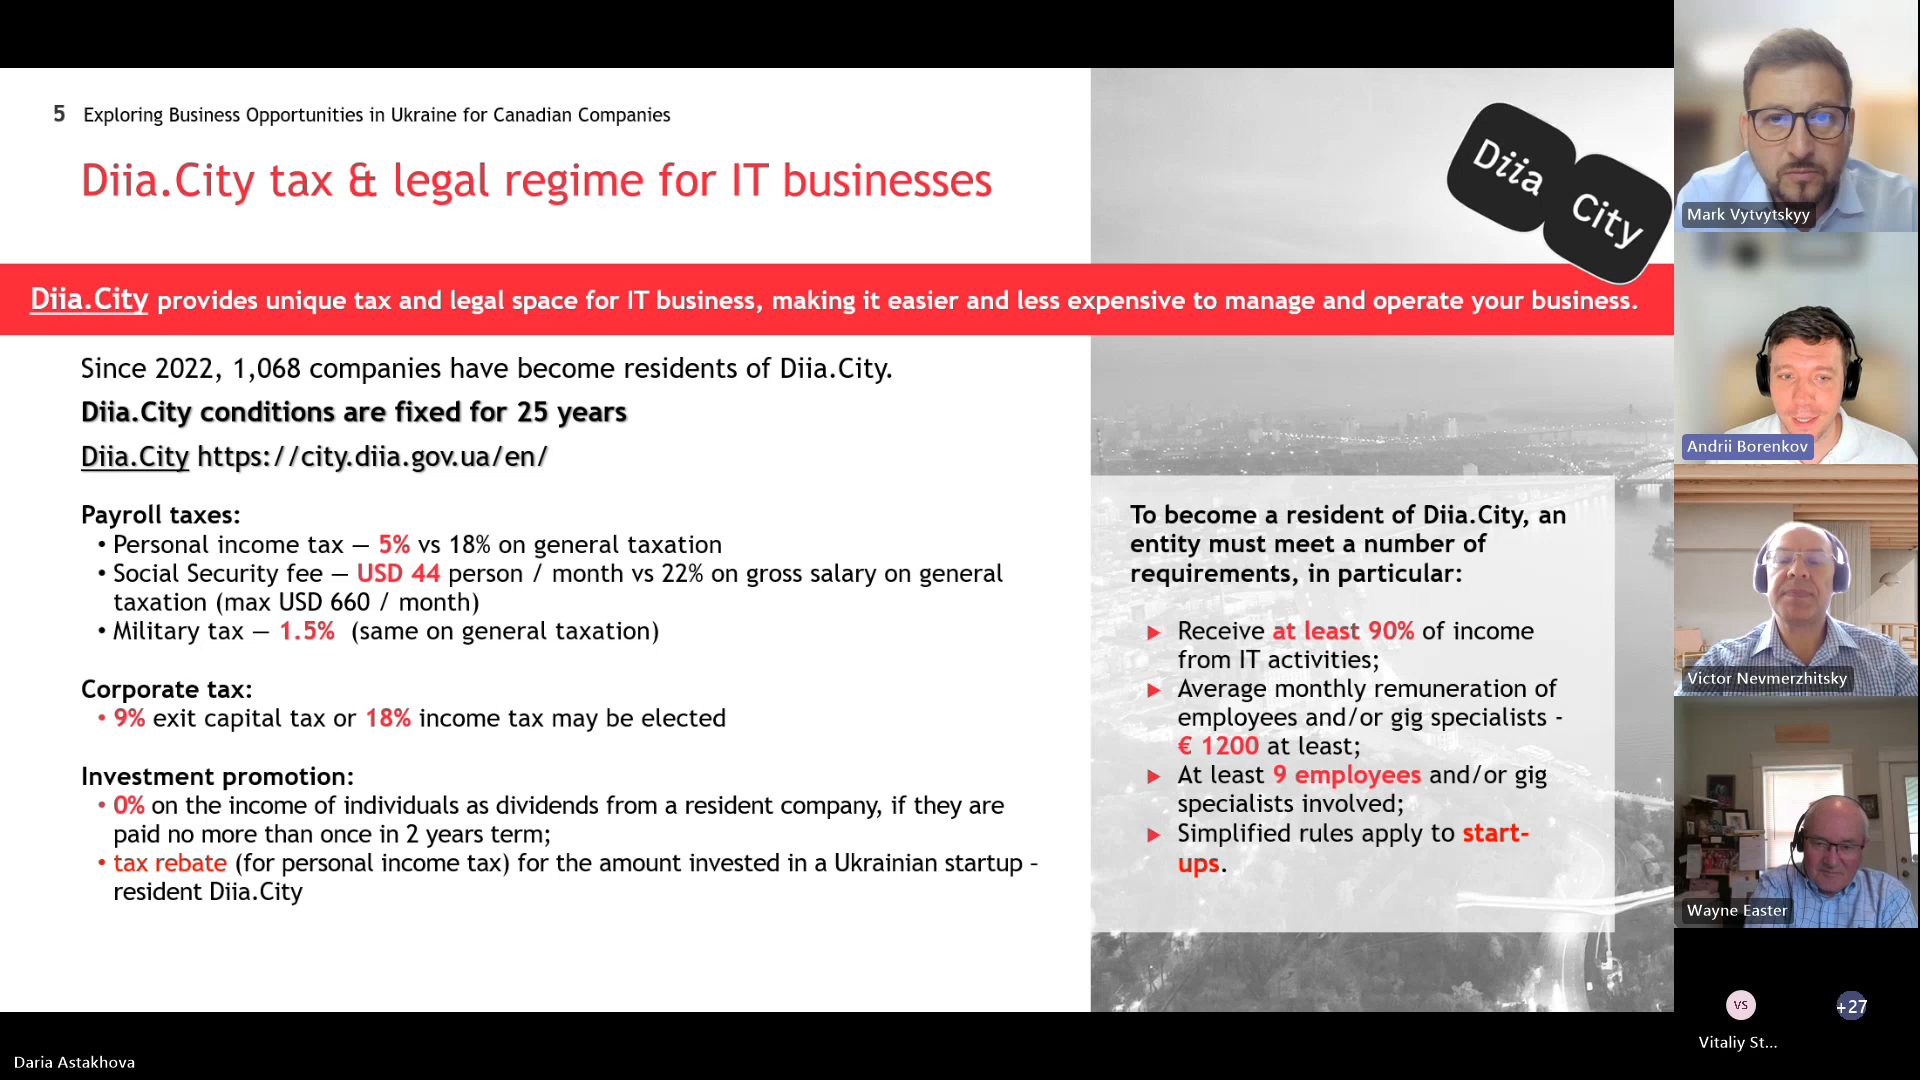 5 Exploring Business Opportunities in Ukraine for Canadian Companies
Diia.City tax & legal regime for IT businesses
Diia
City
Diia.City provides unique tax and legal space for IT business, making it easier and less expensive to manage and operate your business.
Since 2022, 1,068 companies have become residents of Diia.City.
Diia.City conditions are fixed for 25 years
Diia.City https://city.diia.gov.ua/en/
Payroll taxes:
• Personal income tax — 5% vs 18% on general taxation
• Social Security fee — USD 44 person / month vs 22% on gross salary on general
taxation (max USD 660 / month)
• Military tax — 1.5% (same on general taxation)
Corporate tax:
• 9% exit capital tax or 18% income tax may be elected
Investment promotion:
• 0% on the income of individuals as dividends from a resident company, if they are
paid no more than once in 2 years term;
• tax rebate (for personal income tax) for the amount invested in a Ukrainian startup –
resident Diia.City
To become a resident of Diia.City, an
entity must meet a number of
requirements, in particular:
▶ Receive at least 90% of income
from IT activities;
▶ Average monthly remuneration of
employees and/or gig specialists -
€ 1200 at least;
▶ At least 9 employees and/or gig
specialists involved;
▶ Simplified rules apply to start-
ups.
Mark Vytvytskyy
Andrii Borenkov
Victor Nevmerzhitsky
Wayne Easter
VS
+27
Vitaliy St...
Daria Astakhova